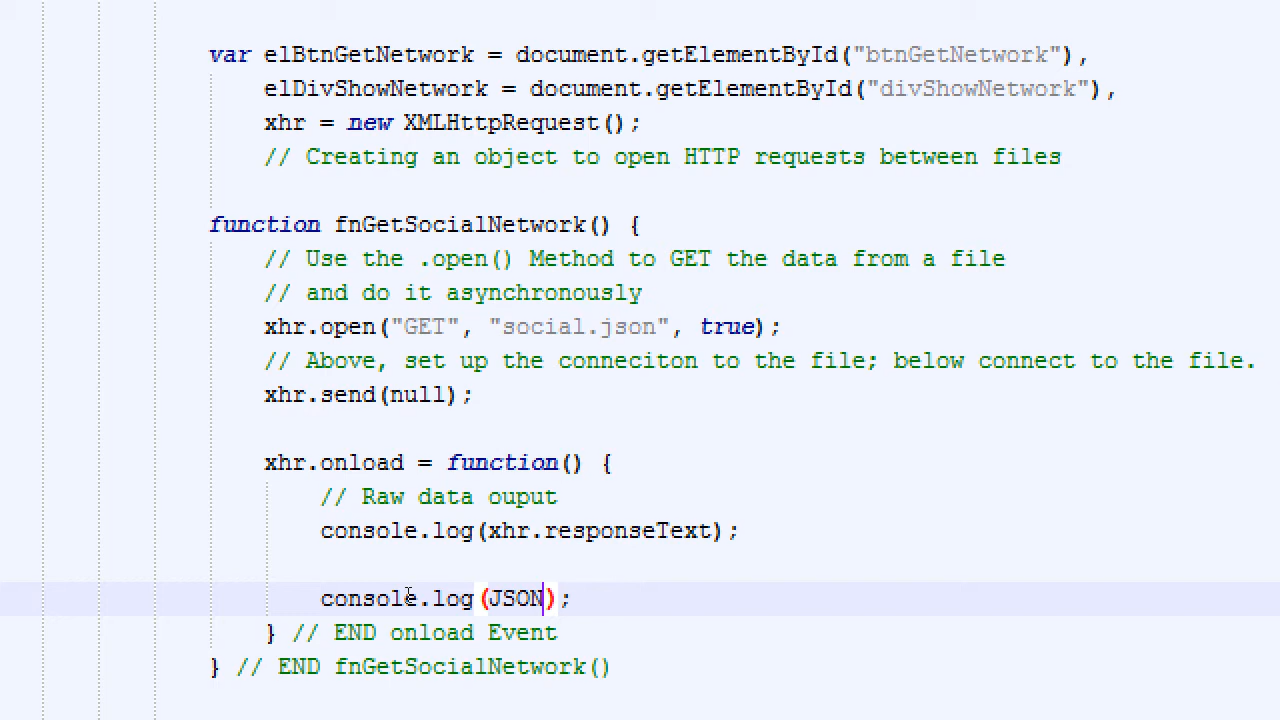 var elBtnGetNetwork = document.getElementById("btnGetNetwork"),
elDivShowNetwork = document.getElementById("divShowNetwork"),
xhr = new XMLHttpRequest();
// Creating an object to open HTTP requests between files
function fnGetSocialNetwork() {
// Use the .open() Method to GET the data from a file
// and do it asynchronously
xhr.open("GET", "social.json", true);
// Above, set up the conneciton to the file; below connect to the file.
xhr.send(null);
xhr.onload = function() {
// Raw data ouput
console.log(xhr.responseText);
console.log(JSON);
} // END onload Event
} // END fnGetSocialNetwork()